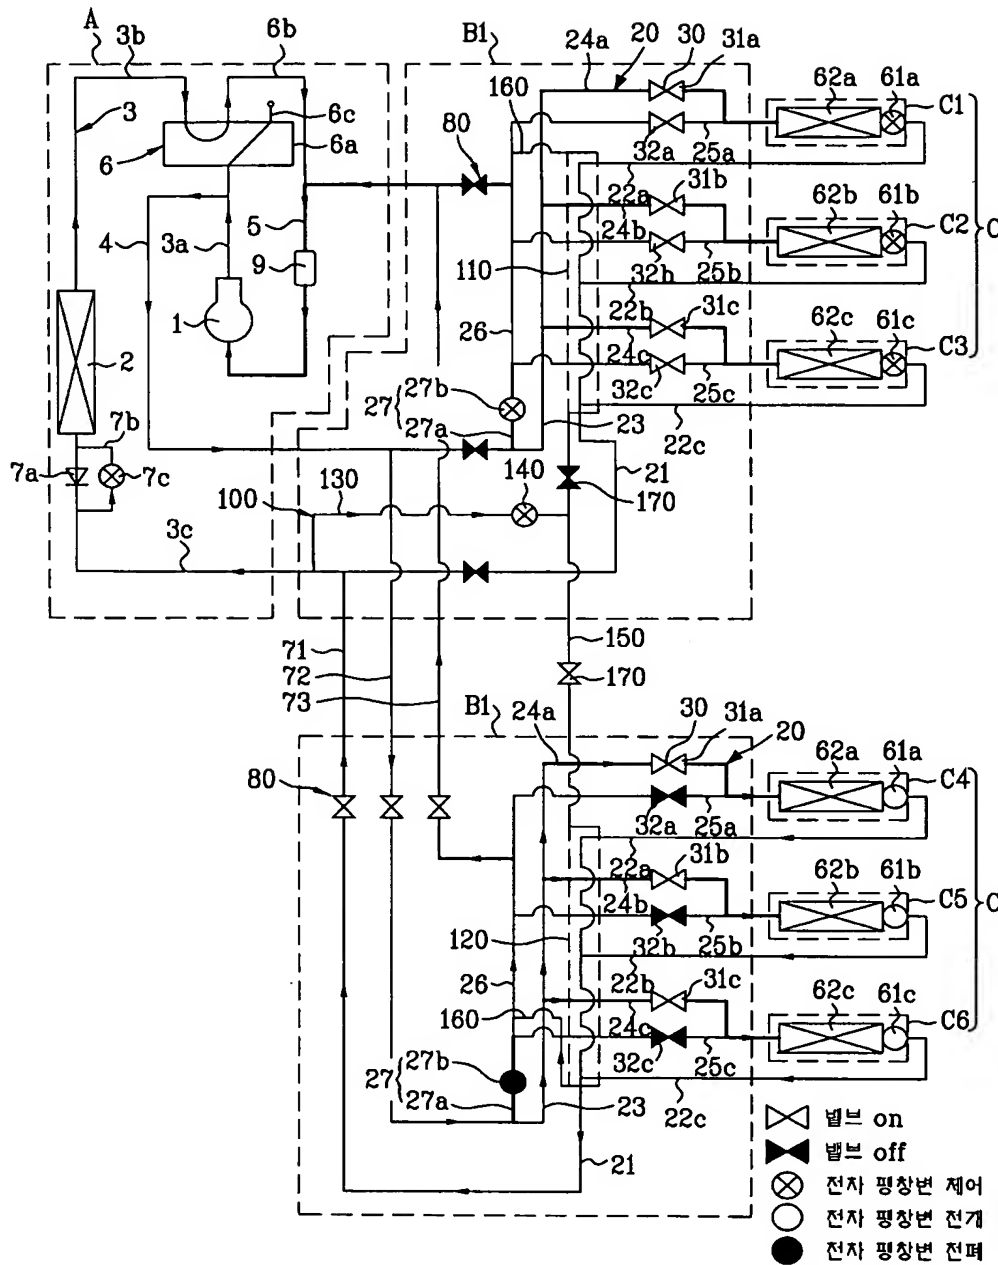 A
3b
6b
B1
24a
20
30
31a
62a
61a
160
3
6c
C1
80
6
6a
32a
25a
22a
31b
62b
61b
4
3a
5
24b
C2
C
9
110
32b
25b
1
22b
31c
62c
61c
26
24c
C3
2
27
27b
32c
25c
27a
23
22c
7b
7a
7c
140
21
170
100
130
3c
71
150
72
170
73
B1
24a
30
31a
20
62a
61a
80
C4
32a
25a
22a
31b
62b
61b
24b
C5
C
120
32b
25b
26
22b
31c
62c
61c
160
24c
C6
27
27b
32c
25c
27a
23
22c
밸브 on
21
밸브 off
전자 팽창변 제어
전자 팽창변 전개
전자 팽창변 전폐